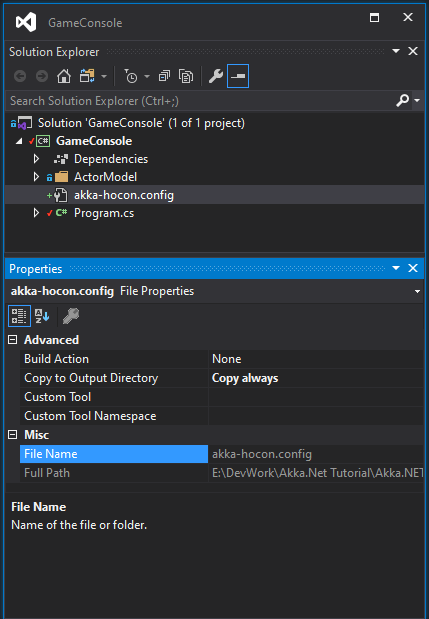 GameConsole
Solution Explorer
Search Solution Explorer (Ctrl+;)
Solution 'GameConsole' (1 of 1 project)
C# GameConsole
Dependencies
ActorModel
akka-hocon.config
C# Program.cs
Properties
akka-hocon.config File Properties
Advanced
Build Action None
Copy to Output Directory Copy always
Custom Tool
Custom Tool Namespace
Misc
File Name akka-hocon.config
Full Path E:\DevWork\Akka.Net Tutorial\Akka.NET
File Name
Name of the file or folder.